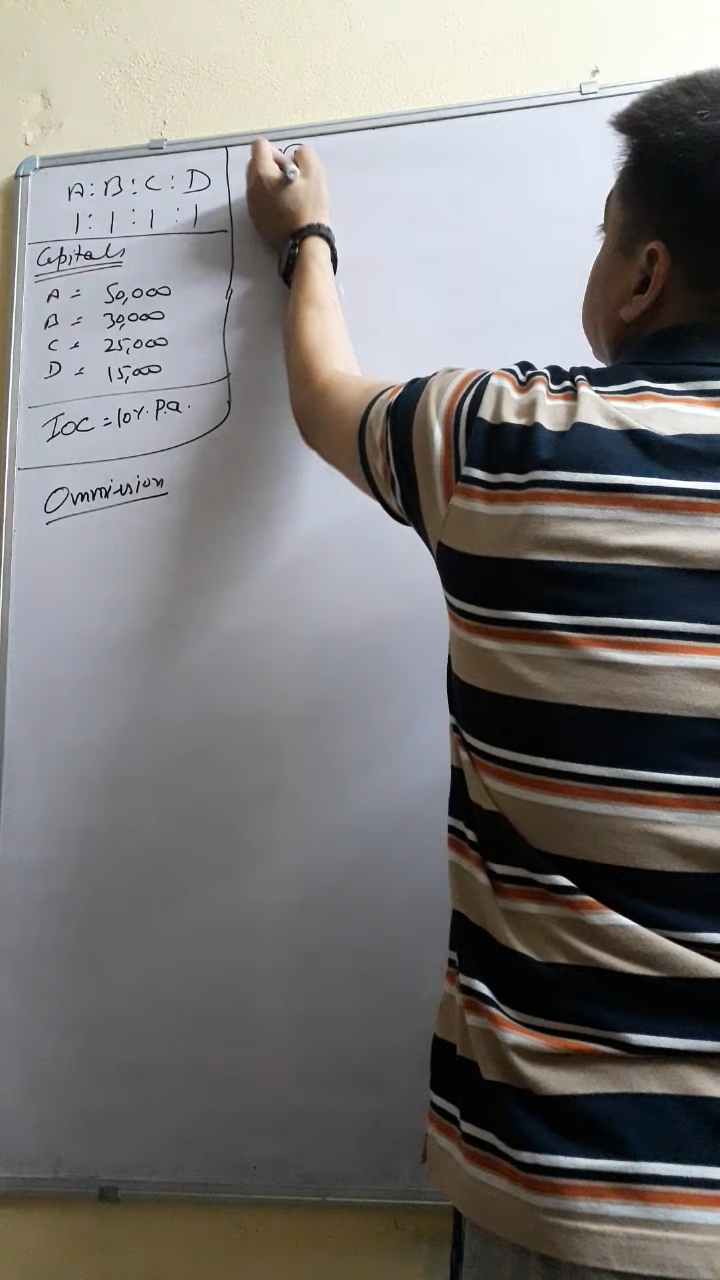 A : B : C : D
1 : 1 : 1 : 1
Capitals
A = 50,000
B = 30,000
C = 25,000
D = 15,000
IOC = 10%. P.a.
Ommission